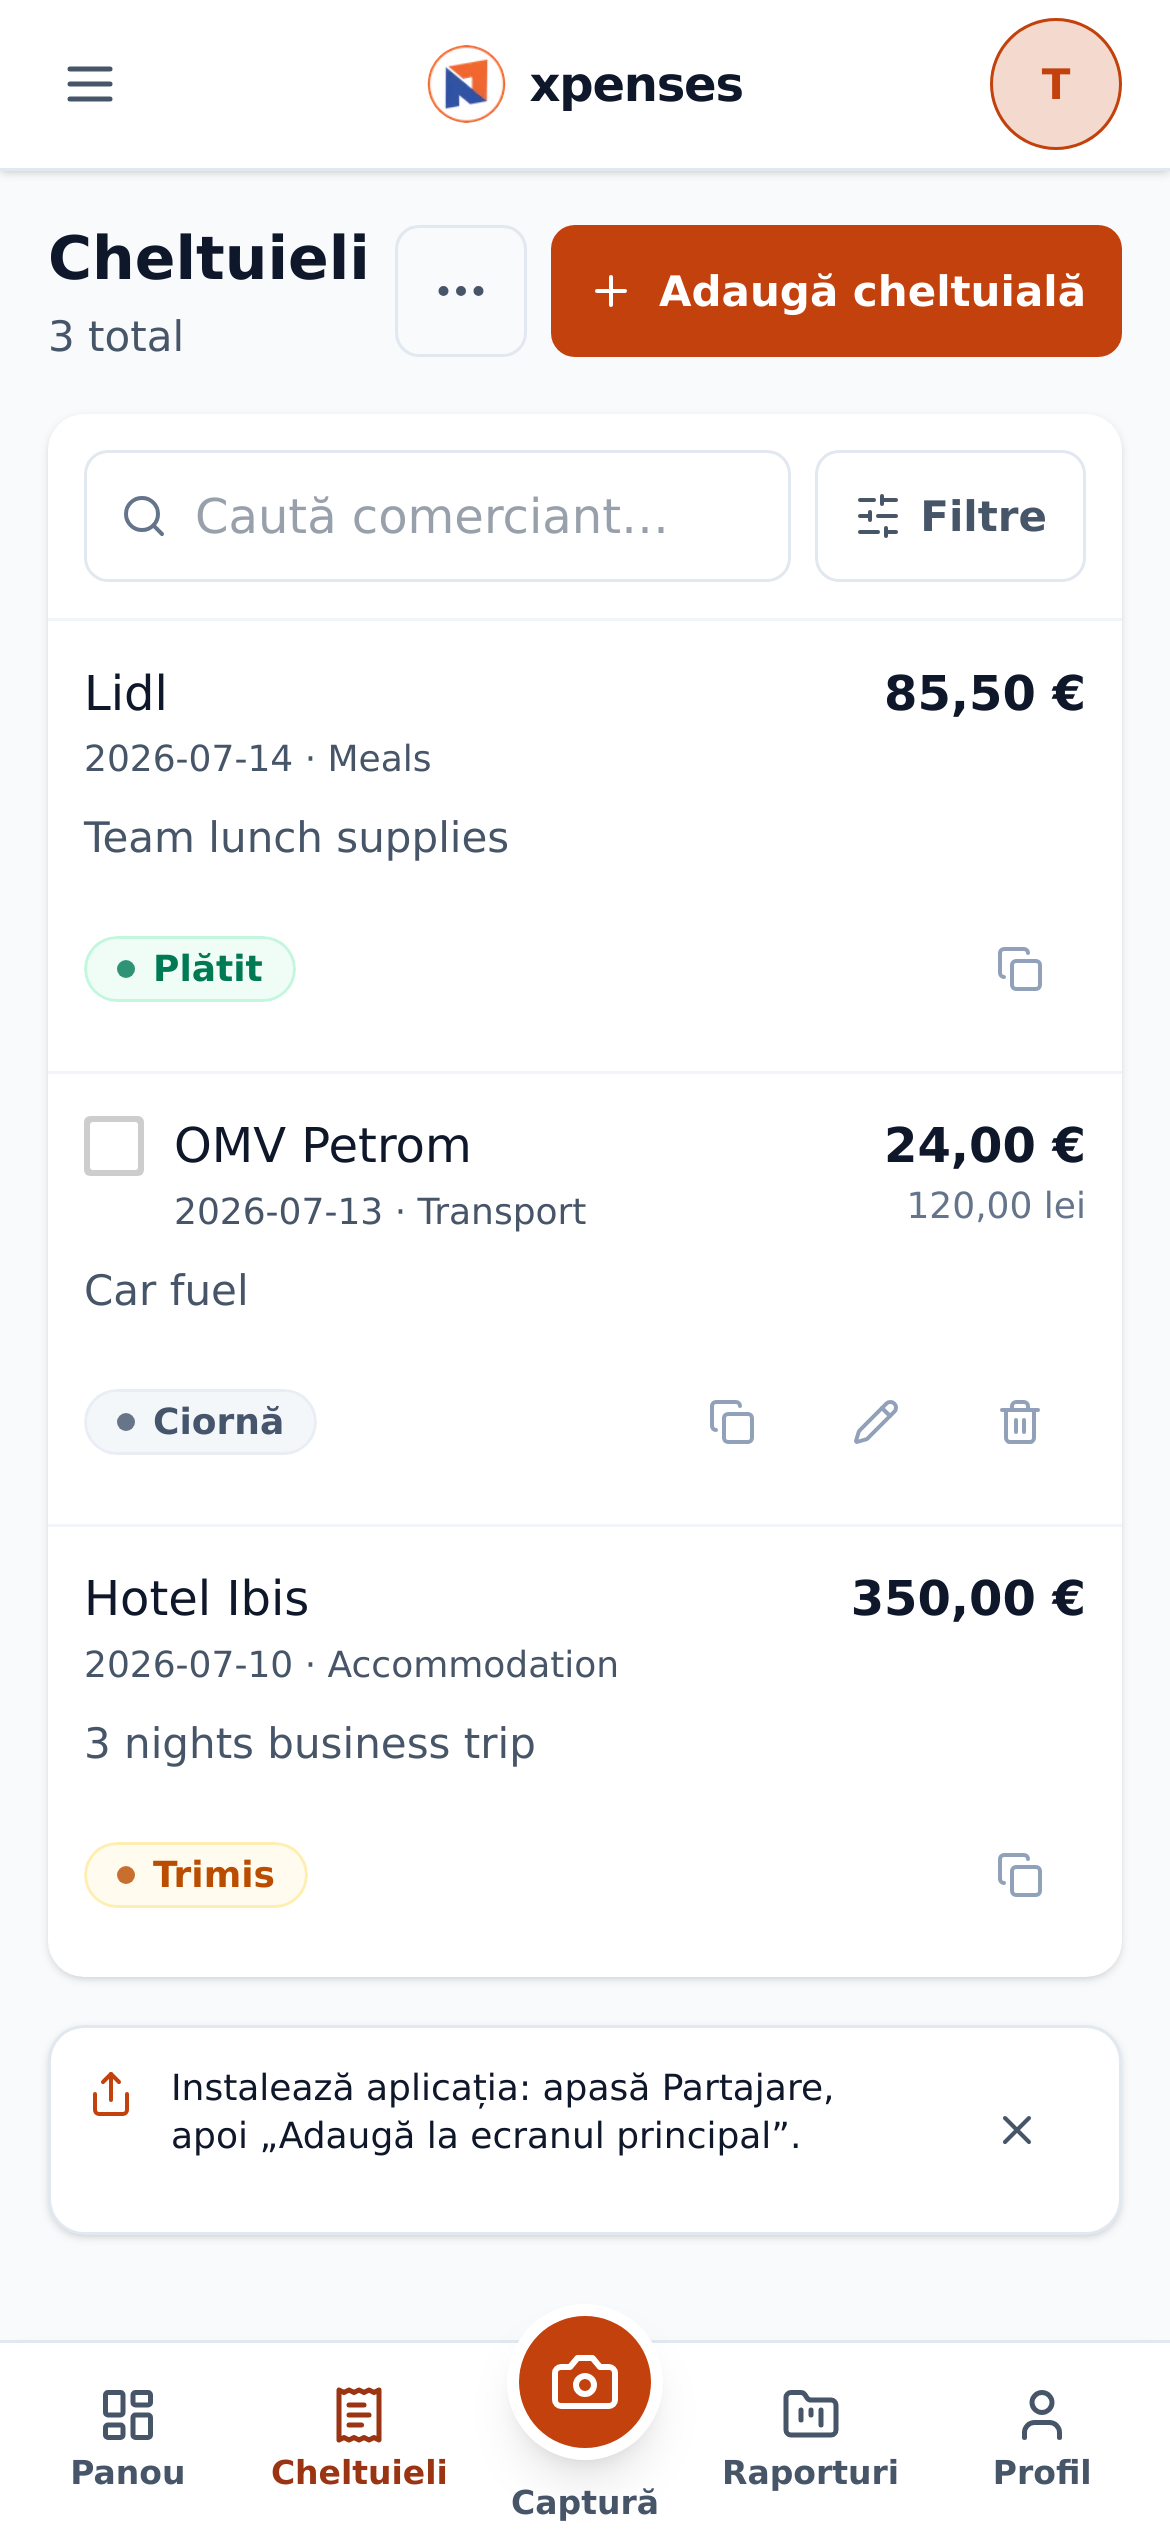 xpenses
T
Cheltuieli
3 total
Adaugă cheltuială
Caută comerciant...
Filtre
Lidl
85,50 €
2026-07-14 · Meals
Team lunch supplies
Plătit
OMV Petrom
24,00 €
2026-07-13 · Transport
120,00 lei
Car fuel
Ciornă
Hotel Ibis
350,00 €
2026-07-10 · Accommodation
3 nights business trip
Trimis
Instalează aplicația: apasă Partajare,
apoi „Adaugă la ecranul principal”.
Panou
Cheltuieli
Captură
Raporturi
Profil